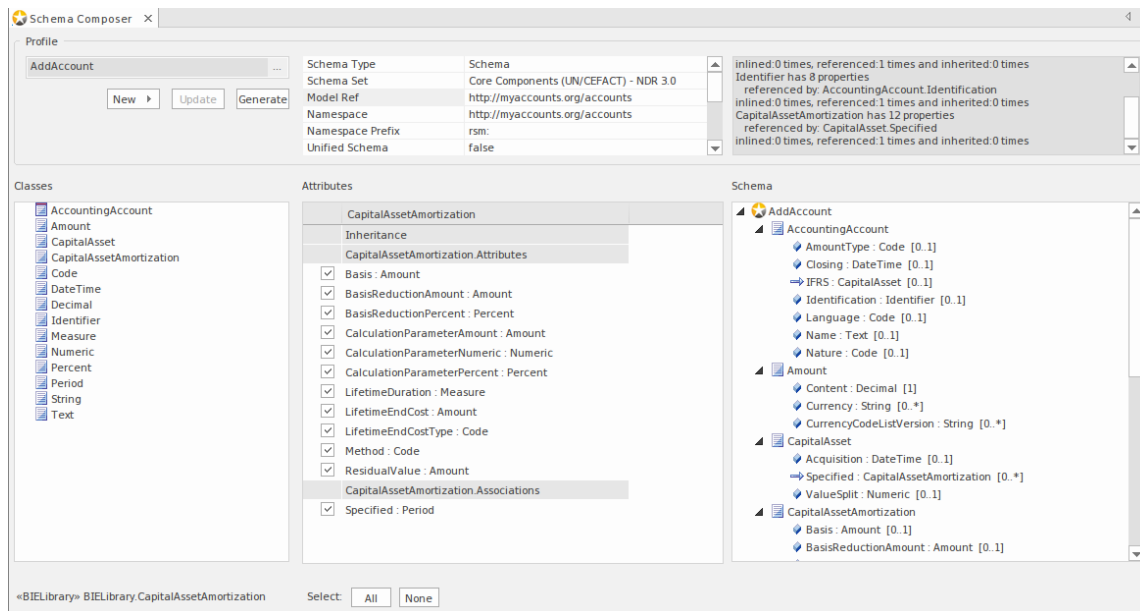 Schema Composer
Profile
AddAccount
...
New
Update
Generate
Schema Type Schema
Schema Set Core Components (UN/CEFACT) - NDR 3.0
Model Ref http://myaccounts.org/accounts
Namespace http://myaccounts.org/accounts
Namespace Prefix rsm:
Unified Schema false
inlined:0 times, referenced:1 times and inherited:0 times
Identifier has 8 properties
referenced by: AccountingAccount.Identification
inlined:0 times, referenced:1 times and inherited:0 times
CapitalAssetAmortization has 12 properties
referenced by: CapitalAsset.Specified
inlined:0 times, referenced:1 times and inherited:0 times
Classes
AccountingAccount
Amount
CapitalAsset
CapitalAssetAmortization
Code
DateTime
Decimal
Identifier
Measure
Numeric
Percent
Period
String
Text
Attributes
CapitalAssetAmortization
Inheritance
CapitalAssetAmortization.Attributes
Basis : Amount
BasisReductionAmount : Amount
BasisReductionPercent : Percent
CalculationParameterAmount : Amount
CalculationParameterNumeric : Numeric
CalculationParameterPercent : Percent
LifetimeDuration : Measure
LifetimeEndCost : Amount
LifetimeEndCostType : Code
Method : Code
ResidualValue : Amount
CapitalAssetAmortization.Associations
Specified : Period
Schema
AddAccount
AccountingAccount
AmountType : Code [0..1]
Closing : DateTime [0..1]
IFRS : CapitalAsset [0..1]
Identification : Identifier [0..1]
Language : Code [0..1]
Name : Text [0..1]
Nature : Code [0..1]
Amount
Content : Decimal [1]
Currency : String [0..*]
CurrencyCodeListVersion : String [0..*]
CapitalAsset
Acquisition : DateTime [0..1]
Specified : CapitalAssetAmortization [0..*]
ValueSplit : Numeric [0..1]
CapitalAssetAmortization
Basis : Amount [0..1]
BasisReductionAmount : Amount [0..1]
«BIELibrary» BIELibrary.CapitalAssetAmortization
Select:
All
None